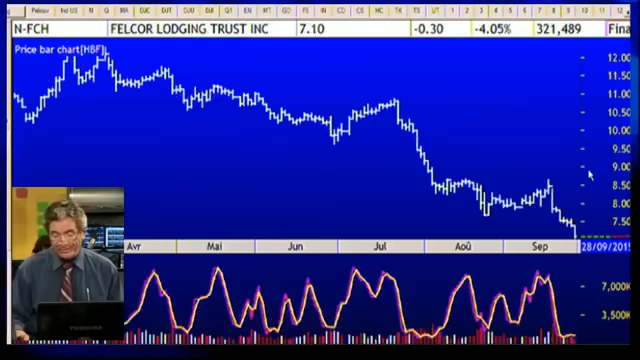 N-FCH FELCOR LODGING TRUST INC 7.10 -0.30 -4.05% 321,489 Fina
Price bar chart[HBF]
12.00
11.50
11.00
10.50
10.00
9.50
9.00
8.50
8.00
7.50
Avr Mai Jun Jul Aoû Sep 28/09/2015
7,000K
3,500K
TOSHIBA